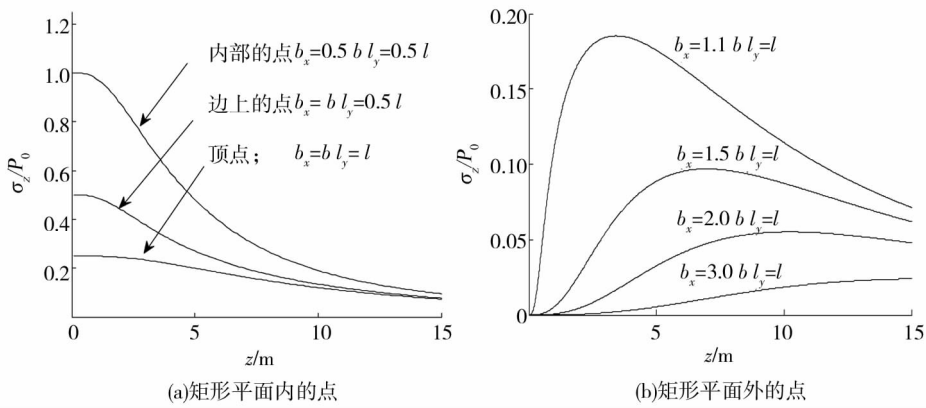 1.2
1.0
0.8
0.6
0.4
0.2
0
5
10
15
σz/P0
z/m
内部的点bx=0.5 b ly=0.5 l
边上的点bx= b ly=0.5 l
顶点； bx=b ly= l
(a)矩形平面内的点
0.20
0.15
0.10
0.05
0
5
10
15
σz/P0
z/m
bx=1.1 b ly=l
bx=1.5 b ly=l
bx=2.0 b ly=l
bx=3.0 b ly=l
(b)矩形平面外的点